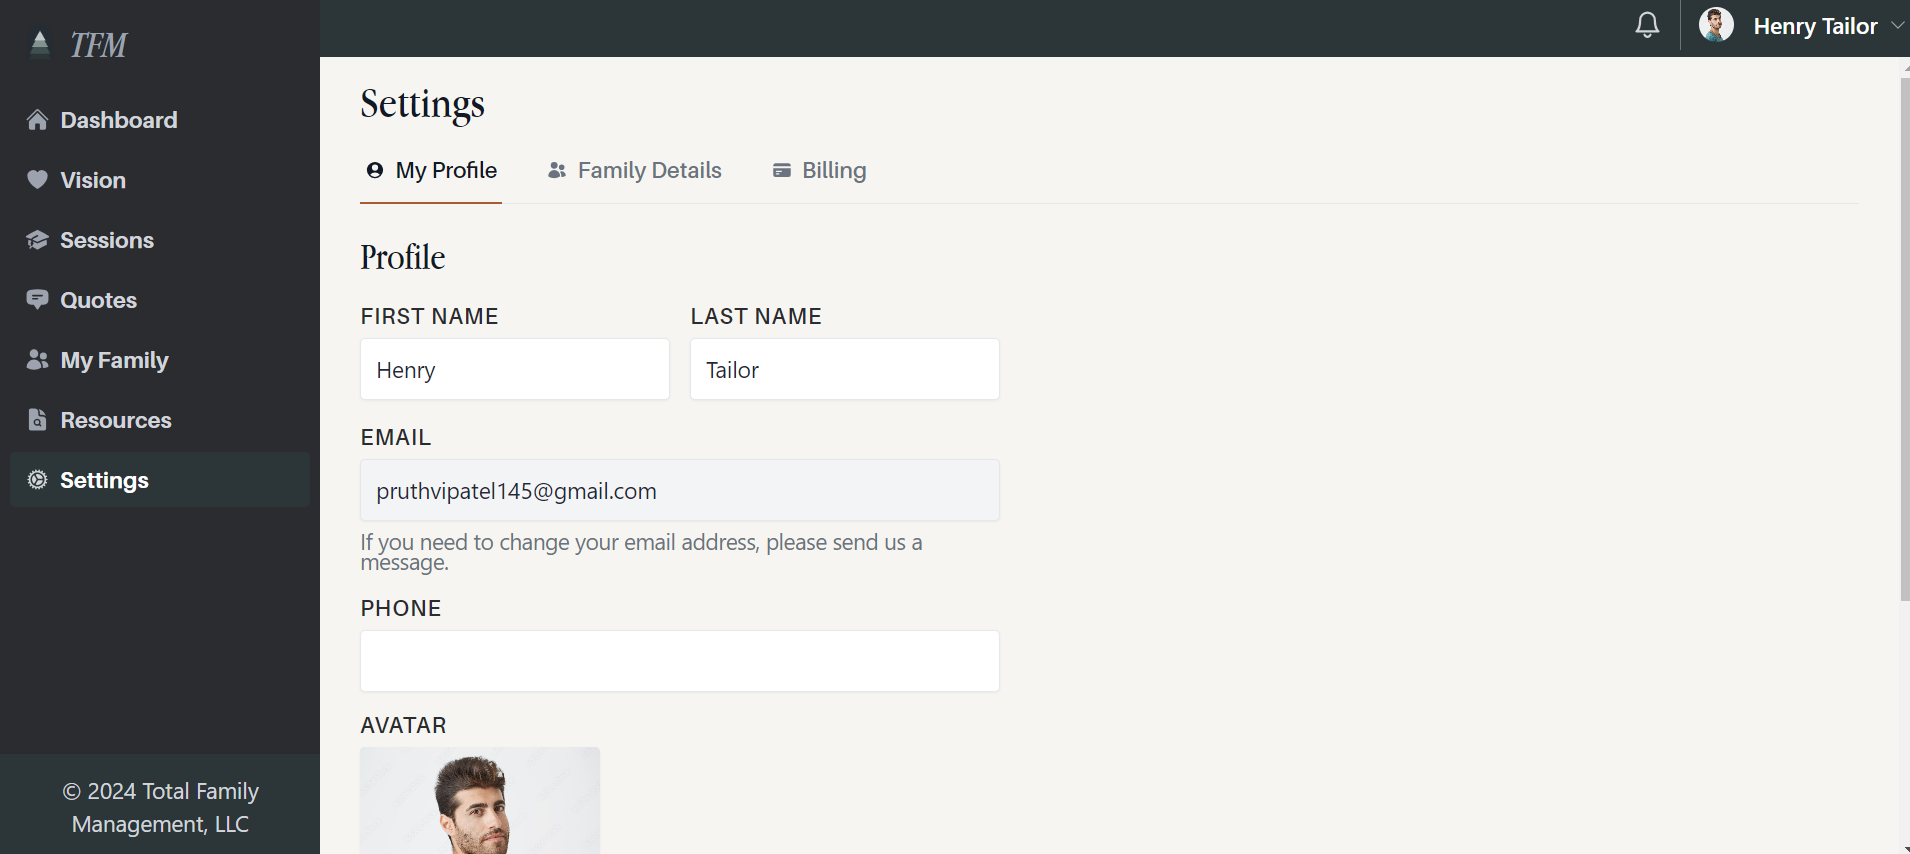 TFM
Dashboard
Vision
Sessions
Quotes
My Family
Resources
Settings
© 2024 Total Family
Management, LLC
Henry Tailor
Settings
My Profile
Family Details
Billing
Profile
FIRST NAME
LAST NAME
Henry
Tailor
EMAIL
pruthvipatel145@gmail.com
If you need to change your email address, please send us a
message.
PHONE
AVATAR